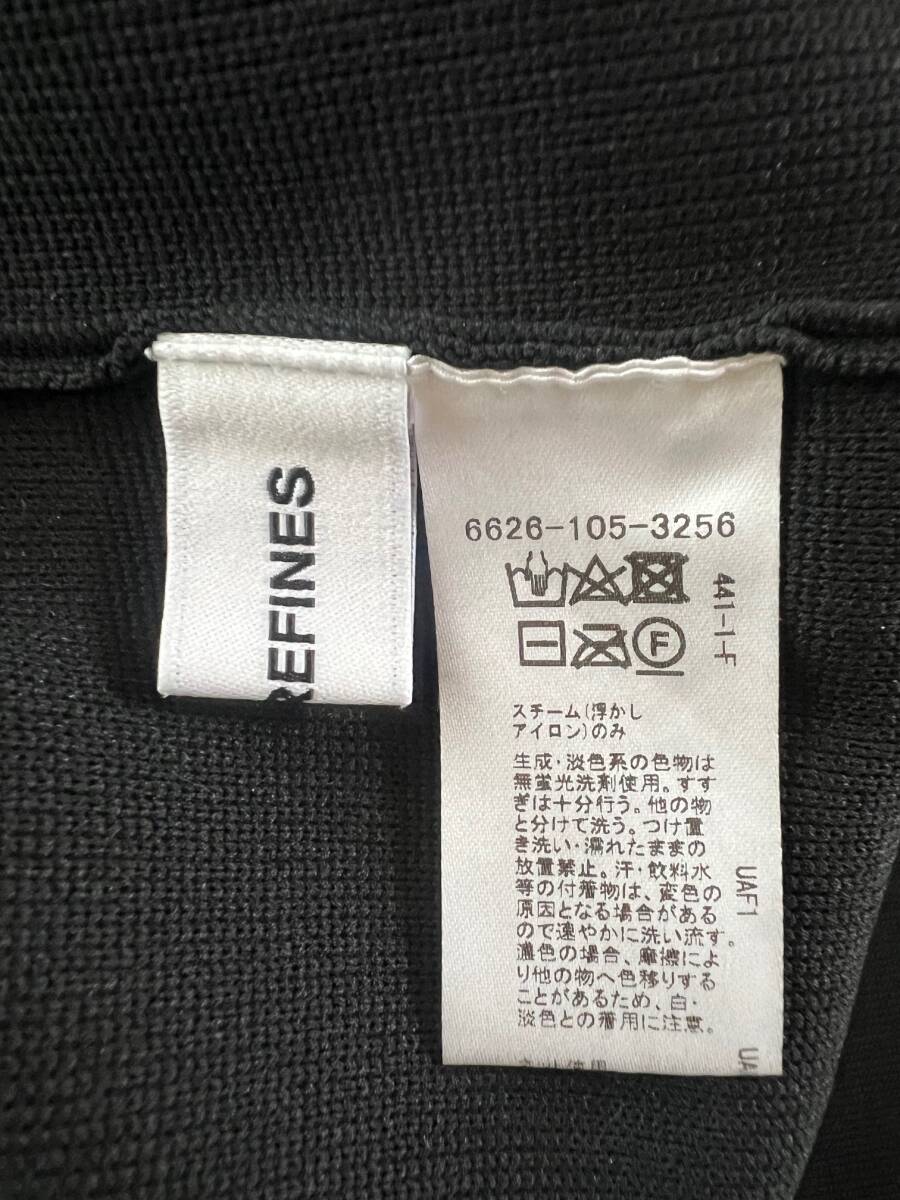 REFINES
6626-105-3256
441-1-F
F
スチーム(浮かし
アイロン)のみ
生成・淡色系の色物は
無蛍光洗剤使用。すす
ぎは十分行う。他の物
と分けて洗う。つけ置
き洗い・濡れたままの
放置禁止。汗・飲料水
等の付着物は、変色の
原因となる場合がある
ので速やかに洗い流す。
濃色の場合、摩擦によ
り他の物へ色移りする
ことがあるため、白・
淡色との着用に注意。
UAF1
UA